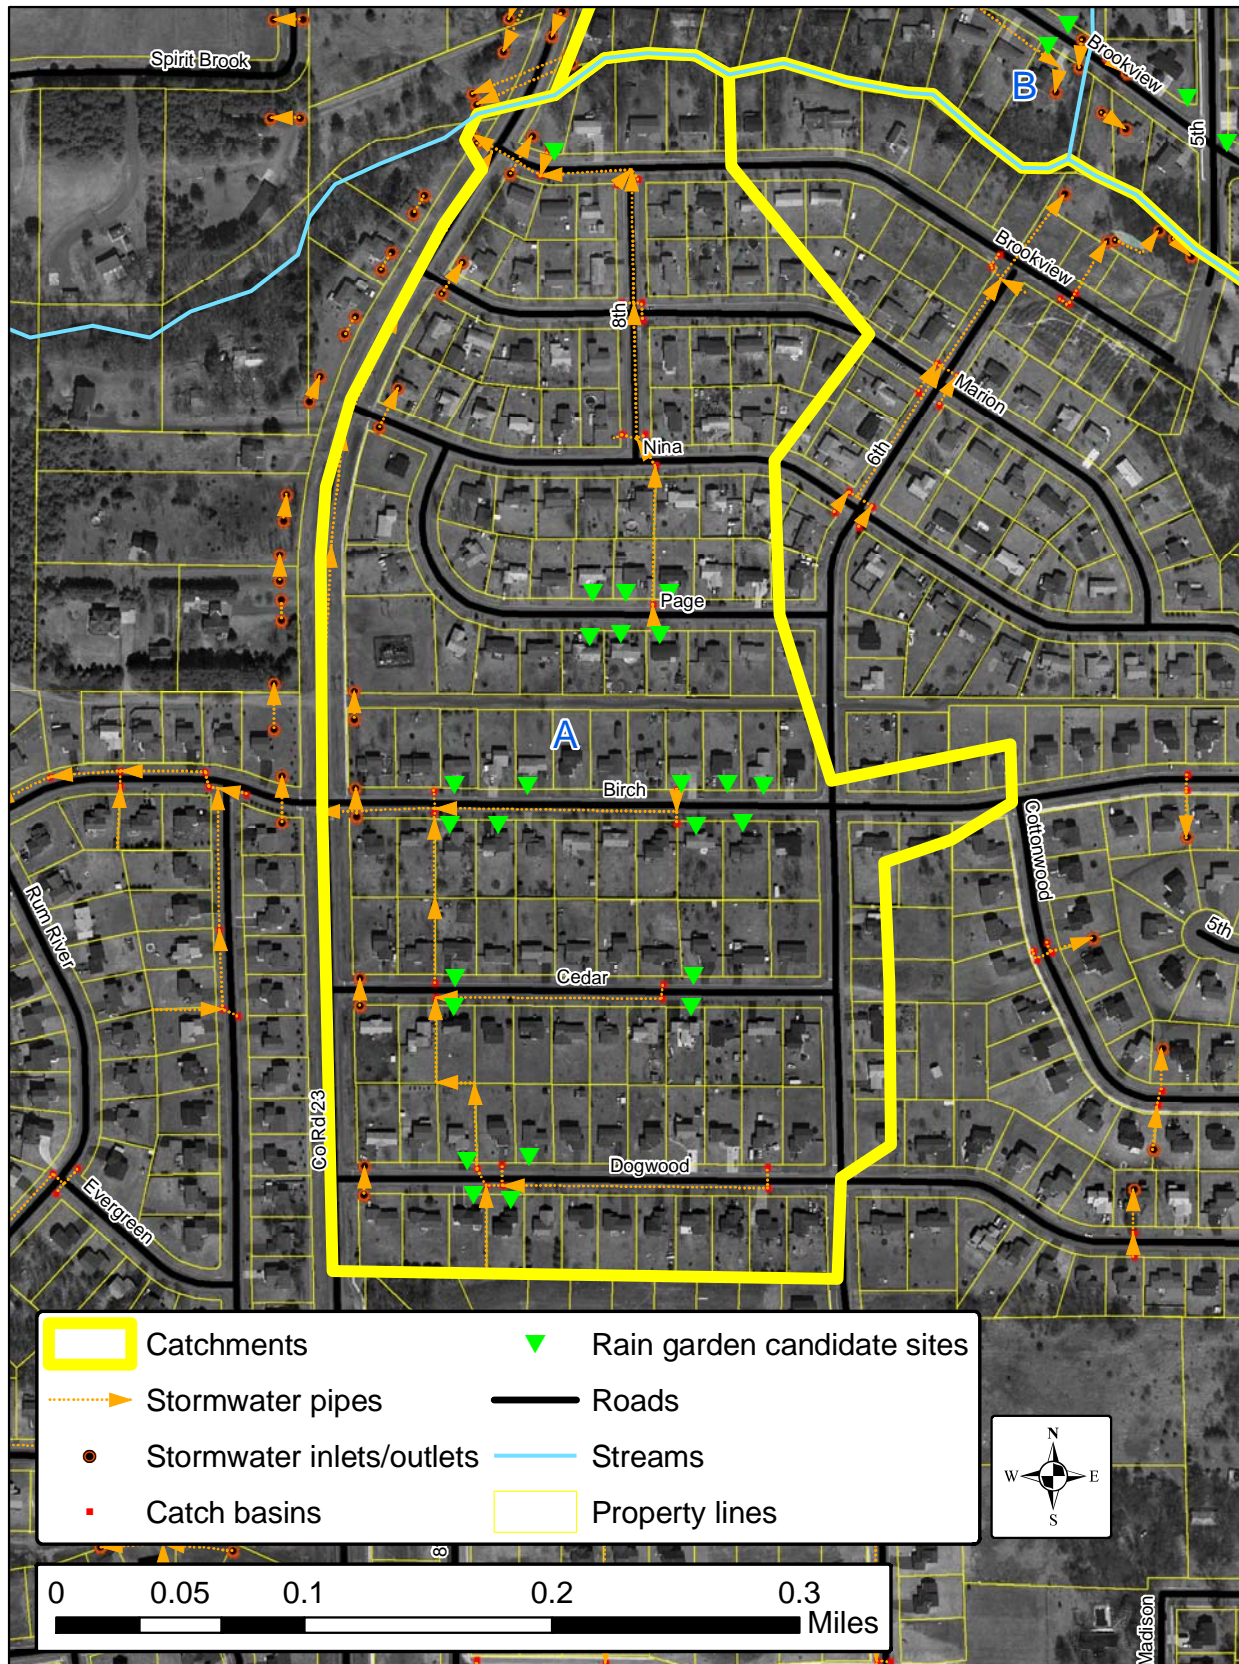 Spirit Brook
Brookview
B
5th
Brookview
8th
Marion
Nina
6th
Page
A
Birch
Cottonwood
Rum River
5th
Cedar
Co Rd 23
Dogwood
Evergreen
Catchments
Rain garden candidate sites
Stormwater pipes
Roads
Stormwater inlets/outlets
Streams
Catch basins
Property lines
N
W E
S
8
0 0.05 0.1 0.2 0.3
Miles
Madison